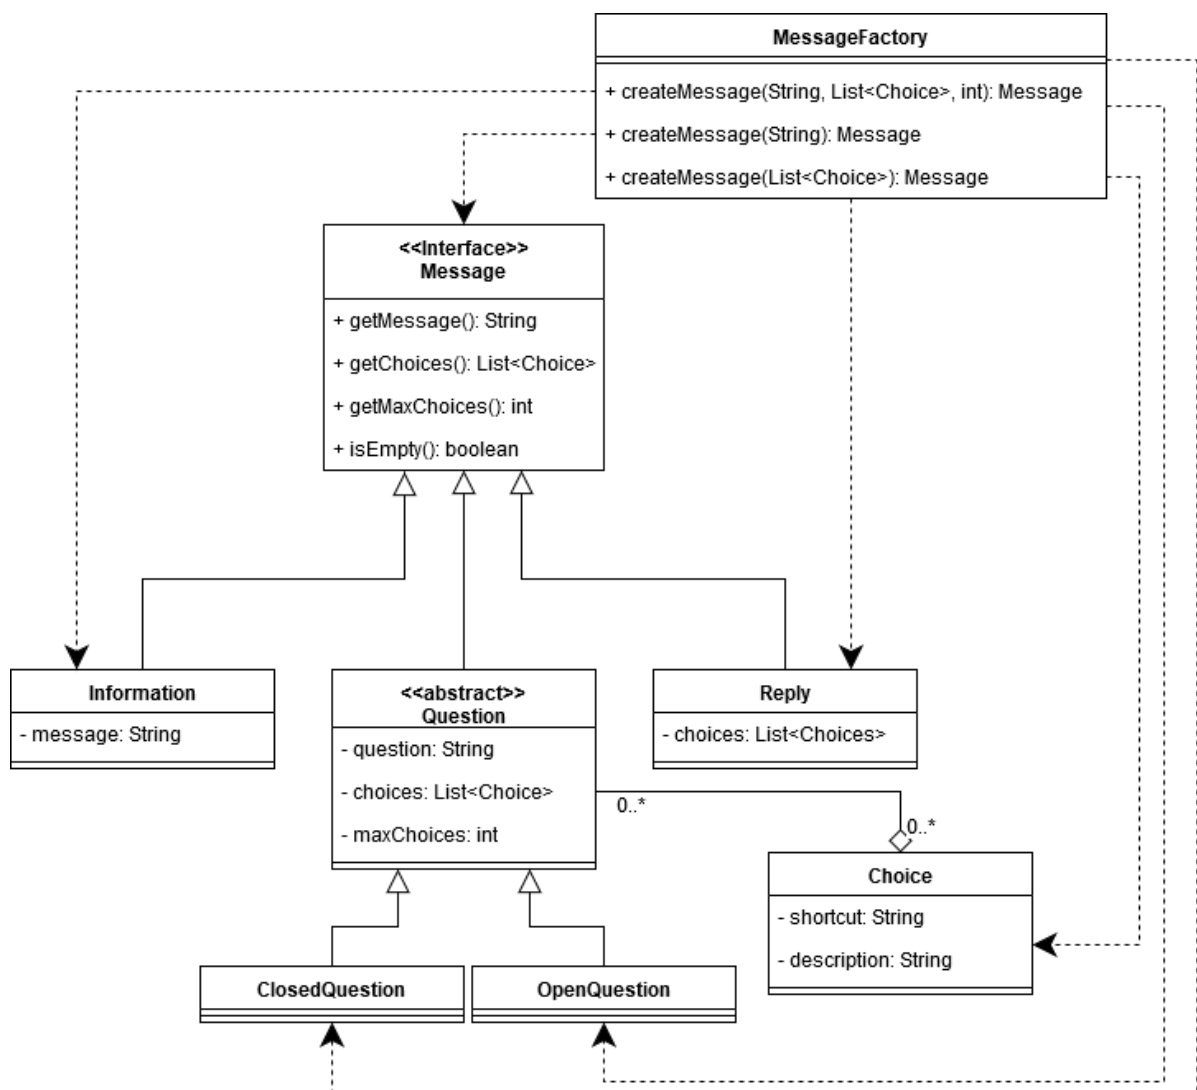 MessageFactory
+ createMessage(String, List<Choice>, int): Message
+ createMessage(String): Message
+ createMessage(List<Choice>): Message
<<Interface>>
Message
+ getMessage(): String
+ getChoices(): List<Choice>
+ getMaxChoices(): int
+ isEmpty(): boolean
Information
- message: String
<<abstract>>
Question
- question: String
- choices: List<Choice>
- maxChoices: int
Reply
- choices: List<Choices>
0..*
0..*
Choice
- shortcut: String
- description: String
ClosedQuestion
OpenQuestion